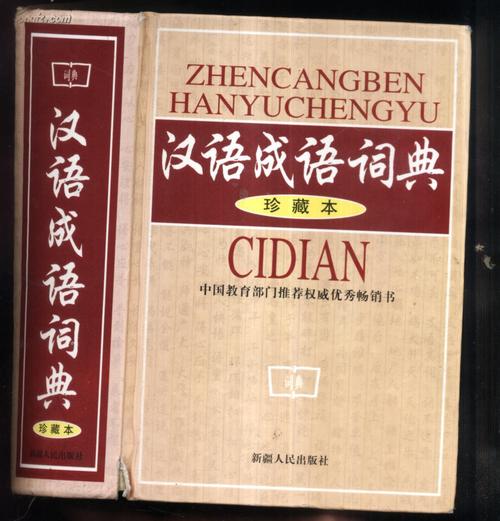 词典
汉语成语词典
珍藏本
新疆人民出版社
ZHENCANGBEN
HANYUCHENGYU
汉语成语词典
珍藏本
CIDIAN
中国教育部门推荐权威优秀畅销书
词典
新疆人民出版社